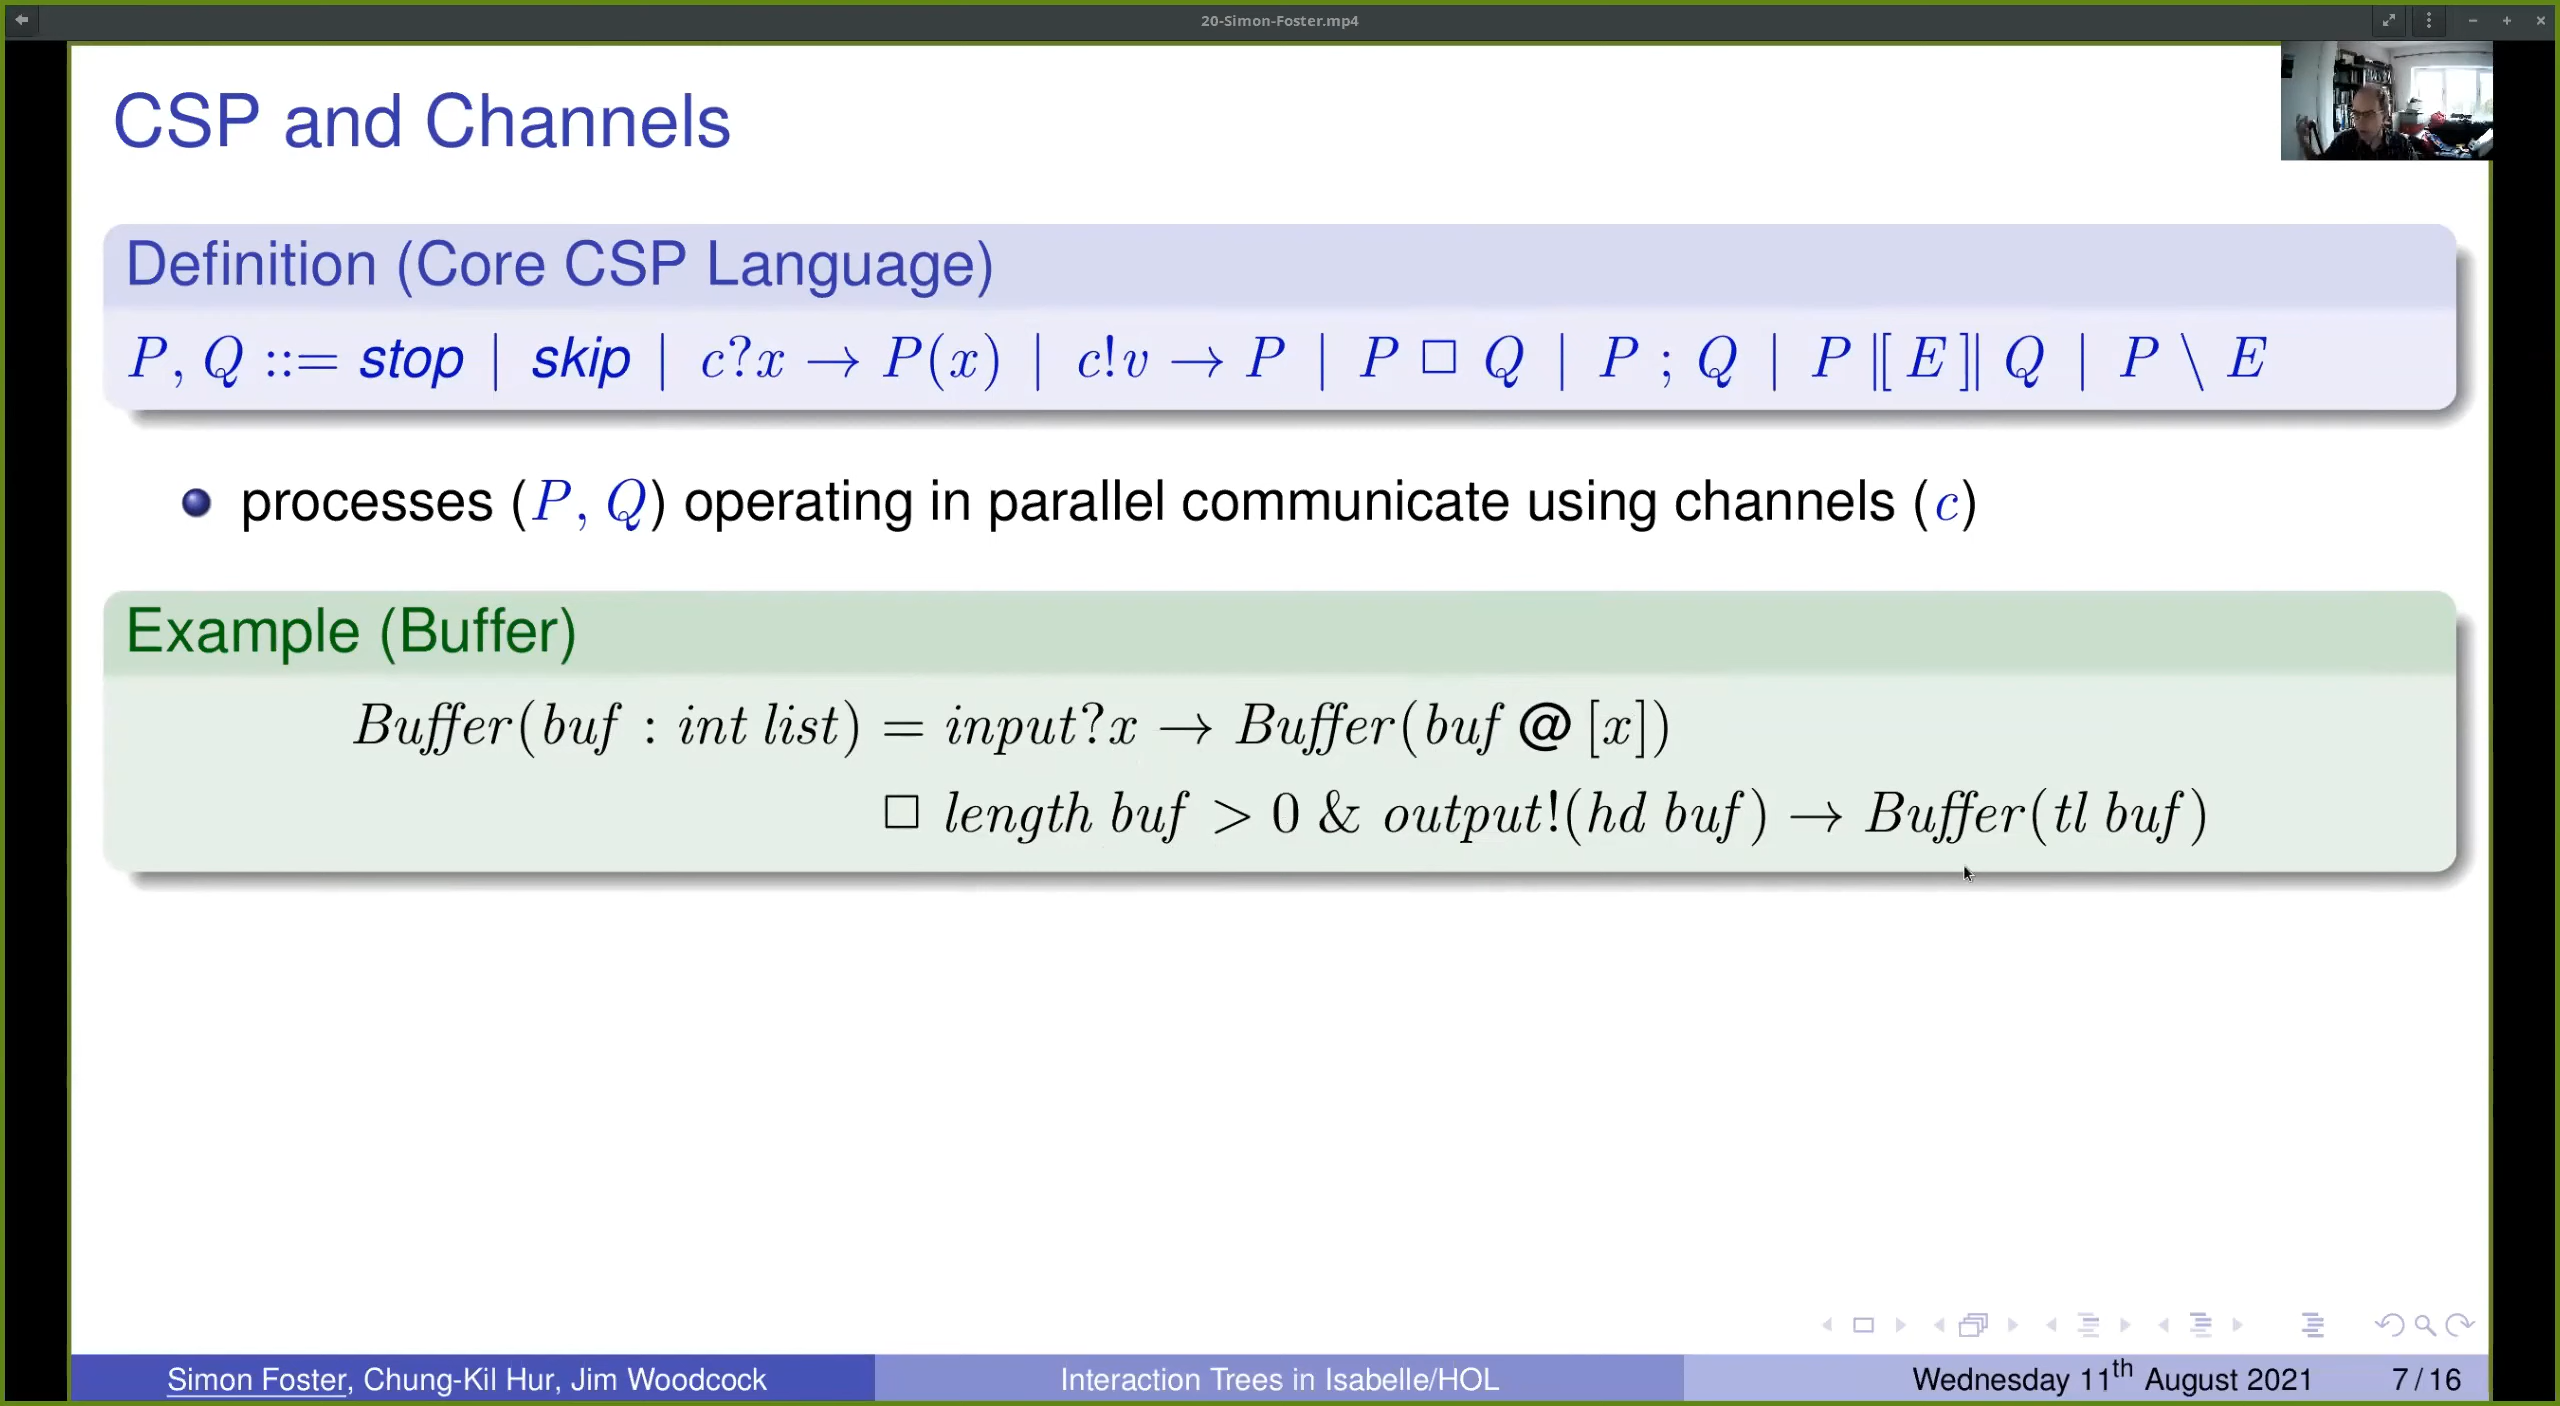 20-Simon-Foster.mp4
CSP and Channels
Definition (Core CSP Language)
P, Q ::= stop | skip | c?x → P(x) | c!v → P | P □ Q | P ; Q | P |[ E ]| Q | P \ E
processes (P, Q) operating in parallel communicate using channels (c)
Example (Buffer)
Buffer(buf : int list) = input?x → Buffer(buf @ [x])
□ length buf > 0 & output!(hd buf) → Buffer(tl buf)
Simon Foster, Chung-Kil Hur, Jim Woodcock
Interaction Trees in Isabelle/HOL
Wednesday 11th August 2021
7 / 16